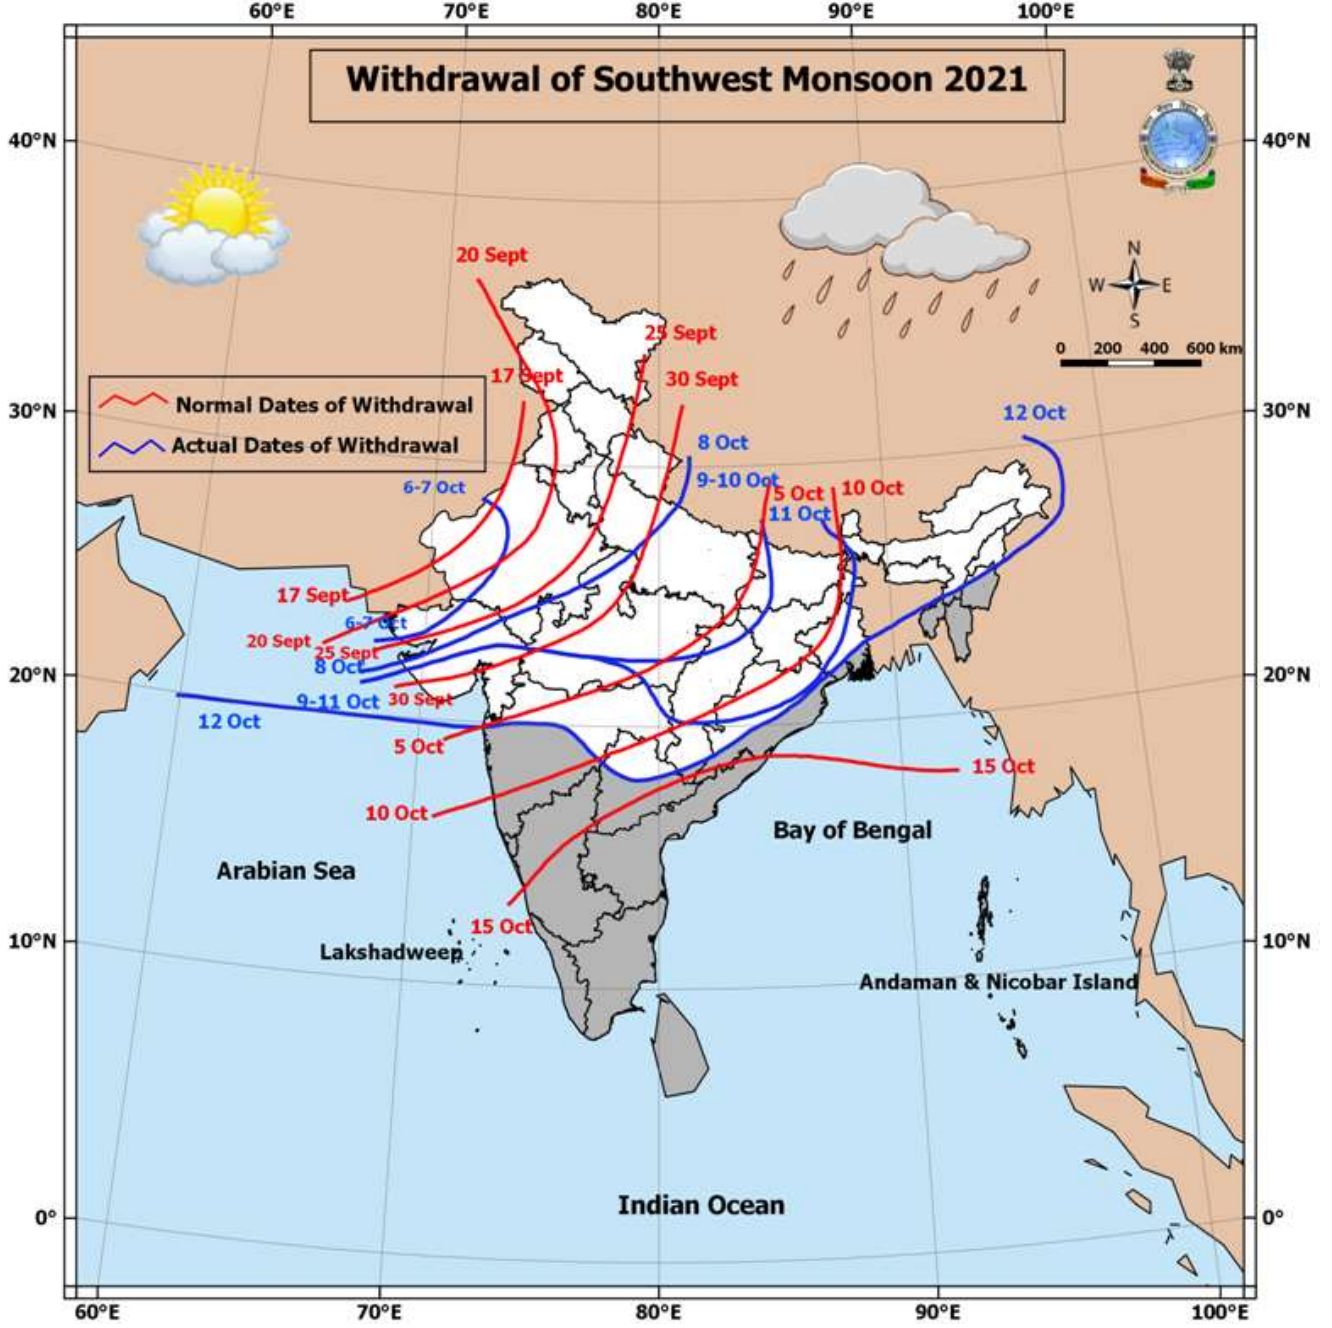 60°E 70°E 80°E 90°E 100°E
Withdrawal of Southwest Monsoon 2021
40°N 40°N
20 Sept
N
W E
S
25 Sept
0 200 400 600 km
17 Sept
30 Sept
Normal Dates of Withdrawal
30°N 30°N
12 Oct
Actual Dates of Withdrawal
8 Oct
9-10 Oct
6-7 Oct
5 Oct
10 Oct
11 Oct
17 Sept
6-7 Oct
20 Sept
25 Sept
8 Oct
20°N 20°N
9-11 Oct
30 Sept
12 Oct
5 Oct
15 Oct
10 Oct
Bay of Bengal
Arabian Sea
15 Oct
10°N 10°N
Lakshadweep
Andaman & Nicobar Island
Indian Ocean
0° 0°
60°E 70°E 80°E 90°E 100°E